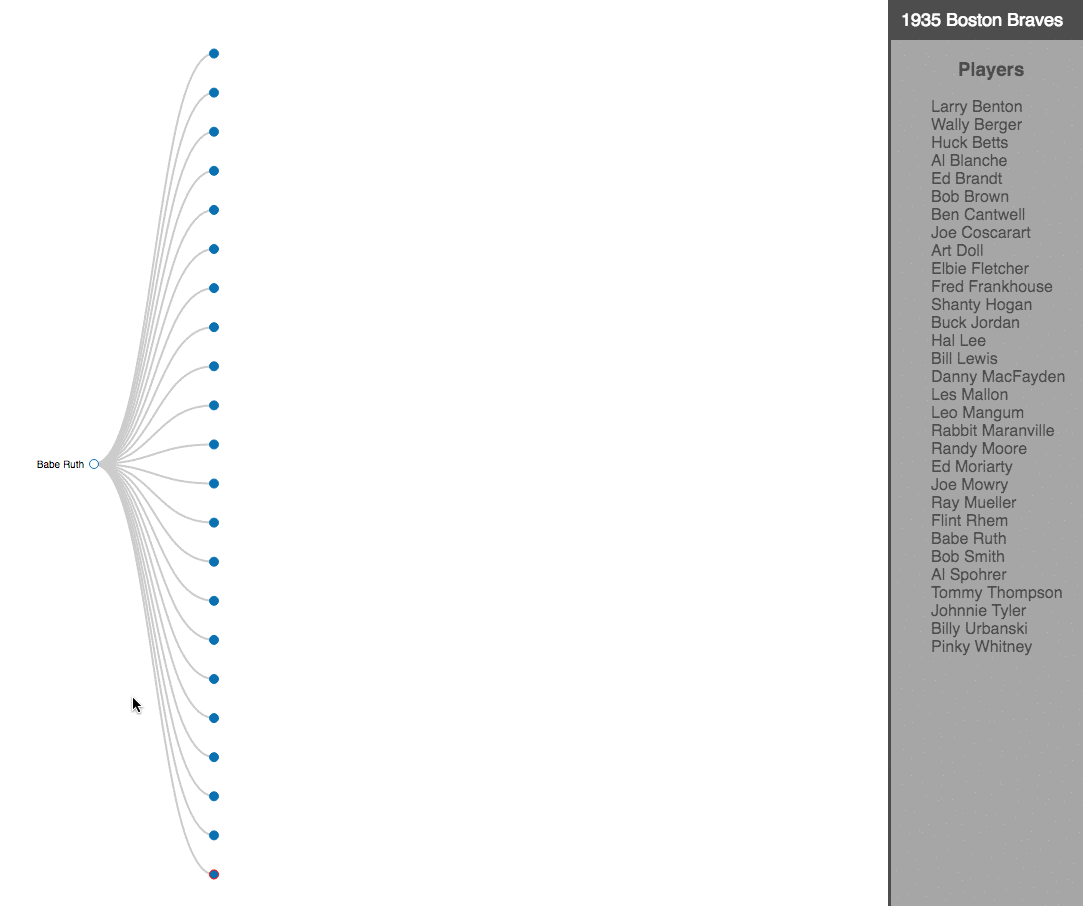 1935 Boston Braves
Players
Larry Benton
Wally Berger
Huck Betts
Al Blanche
Ed Brandt
Bob Brown
Ben Cantwell
Joe Coscarart
Art Doll
Elbie Fletcher
Fred Frankhouse
Shanty Hogan
Buck Jordan
Hal Lee
Bill Lewis
Danny MacFayden
Les Mallon
Leo Mangum
Rabbit Maranville
Randy Moore
Ed Moriarty
Joe Mowry
Ray Mueller
Flint Rhem
Babe Ruth
Bob Smith
Al Spohrer
Tommy Thompson
Johnnie Tyler
Billy Urbanski
Pinky Whitney
Babe Ruth